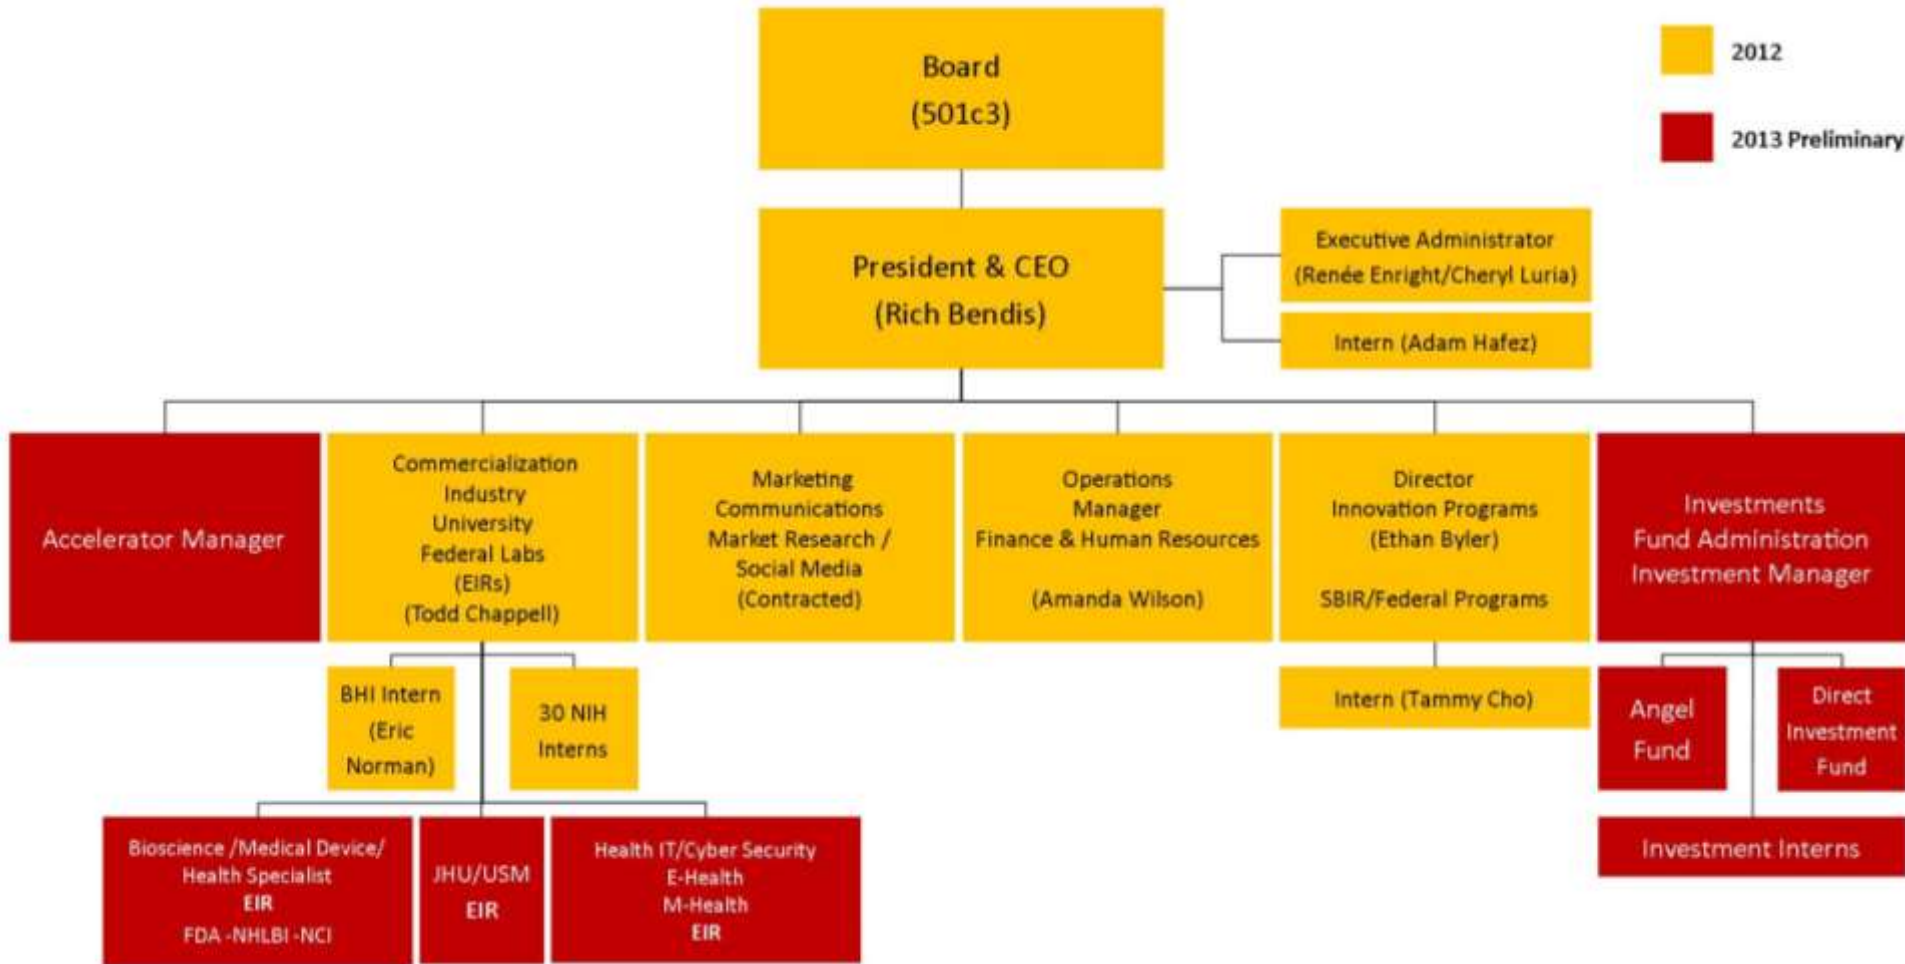 Board
(501c3)
2012
2013 Preliminary
President & CEO
(Rich Bendis)
Executive Administrator
(Renée Enright/Cheryl Luria)
Intern (Adam Hafez)
Accelerator Manager
Commercialization
Industry
University
Federal Labs
(EIRs)
(Todd Chappell)
Marketing
Communications
Market Research /
Social Media
(Contracted)
Operations
Manager
Finance & Human Resources
(Amanda Wilson)
Director
Innovation Programs
(Ethan Byler)
SBIR/Federal Programs
Investments
Fund Administration
Investment Manager
BHI Intern
(Eric
Norman)
30 NIH
Interns
Intern (Tammy Cho)
Angel
Fund
Direct
Investment
Fund
Bioscience /Medical Device/
Health Specialist
EIR
FDA -NHLBI -NCI
JHU/USM
EIR
Health IT/Cyber Security
E-Health
M-Health
EIR
Investment Interns